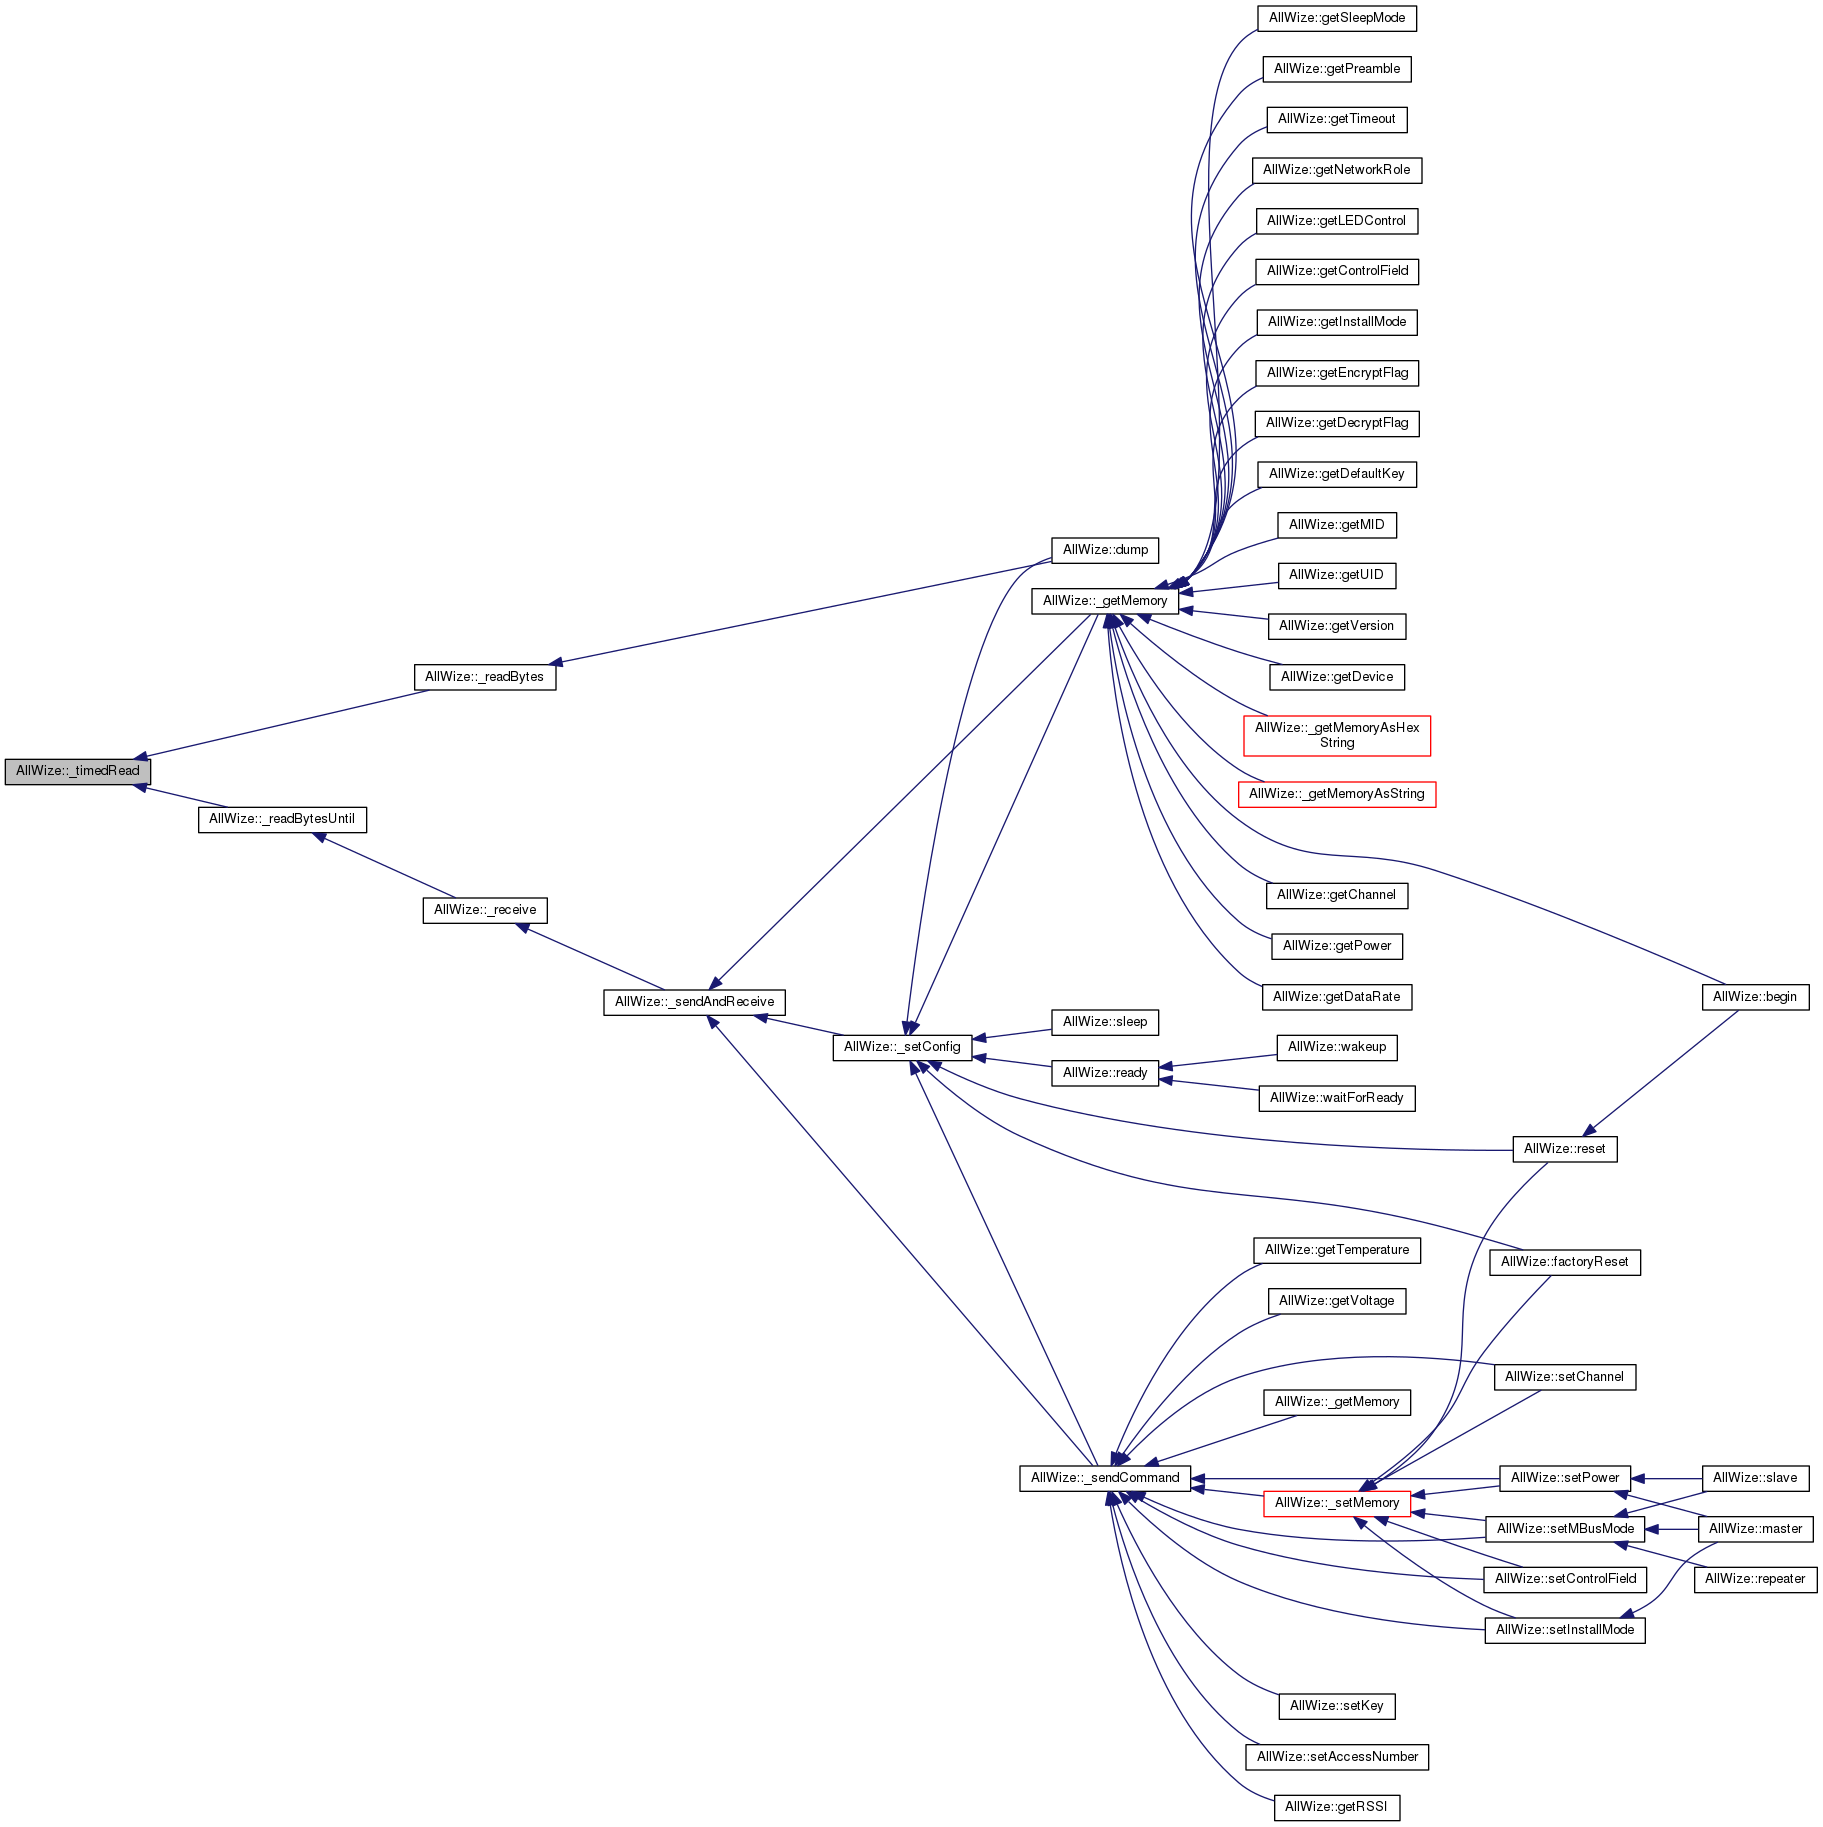 AllWize::getSleepMode
AllWize::getPreamble
AllWize::getTimeout
AllWize::getNetworkRole
AllWize::getLEDControl
AllWize::getControlField
AllWize::getInstallMode
AllWize::getEncryptFlag
AllWize::getDecryptFlag
AllWize::getDefaultKey
AllWize::getMID
AllWize::dump
AllWize::getUID
AllWize::_getMemory
AllWize::getVersion
AllWize::_readBytes
AllWize::getDevice
AllWize::_getMemoryAsHex
String
AllWize::_timedRead
AllWize::_getMemoryAsString
AllWize::_readBytesUntil
AllWize::getChannel
AllWize::_receive
AllWize::getPower
AllWize::getDataRate
AllWize::begin
AllWize::_sendAndReceive
AllWize::sleep
AllWize::_setConfig
AllWize::wakeup
AllWize::ready
AllWize::waitForReady
AllWize::reset
AllWize::getTemperature
AllWize::factoryReset
AllWize::getVoltage
AllWize::setChannel
AllWize::_getMemory
AllWize::_sendCommand
AllWize::setPower
AllWize::slave
AllWize::_setMemory
AllWize::setMBusMode
AllWize::master
AllWize::setControlField
AllWize::repeater
AllWize::setInstallMode
AllWize::setKey
AllWize::setAccessNumber
AllWize::getRSSI